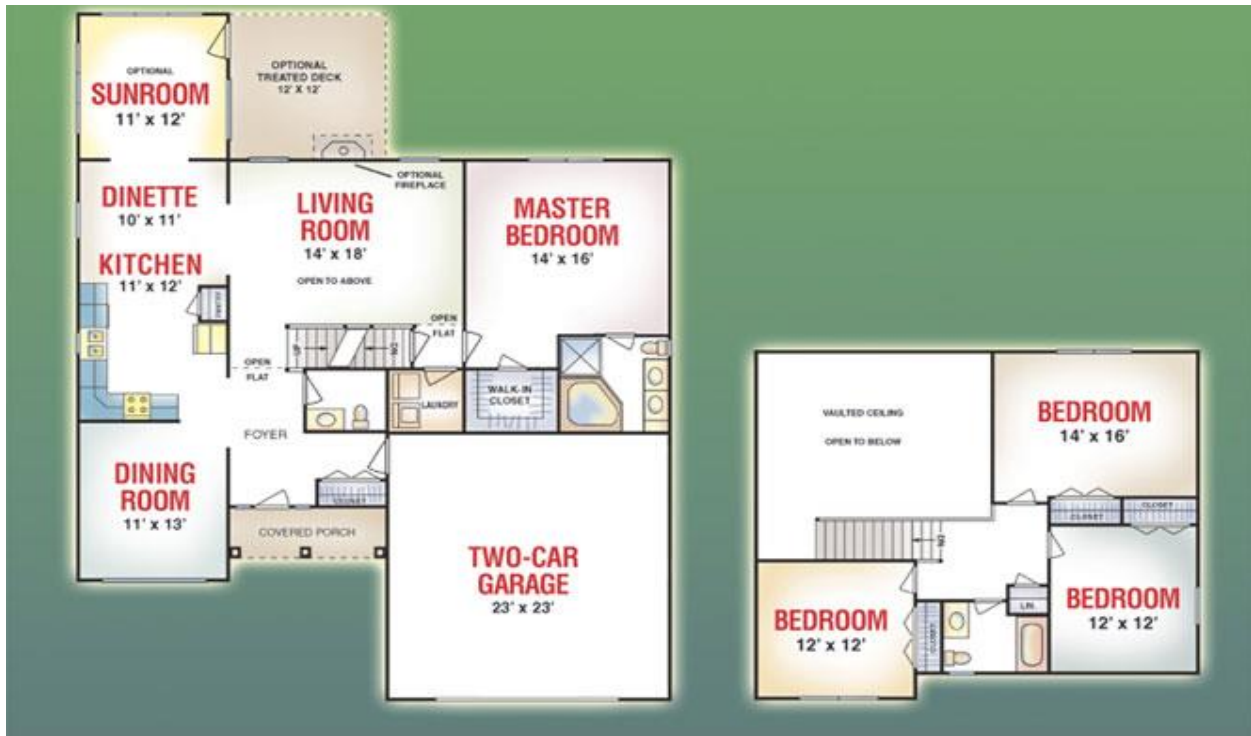 OPTIONAL
SUNROOM
11' x 12'
OPTIONAL
TREATED DECK
12' X 12'
OPTIONAL
FIREPLACE
DINETTE
10' x 11'
KITCHEN
11' x 12'
PANTRY
LIVING
ROOM
14' x 18'
OPEN TO ABOVE
MASTER
BEDROOM
14' x 16'
OPEN
FLAT
UP
DN
OPEN
FLAT
LAUNDRY
WALK-IN
CLOSET
FOYER
CLOSET
DINING
ROOM
11' x 13'
COVERED PORCH
TWO-CAR
GARAGE
23' x 23'
VAULTED CEILING
OPEN TO BELOW
BEDROOM
14' x 16'
CLOSET
CLOSET
DN
BEDROOM
12' x 12'
CLOSET
LIN.
BEDROOM
12' x 12'